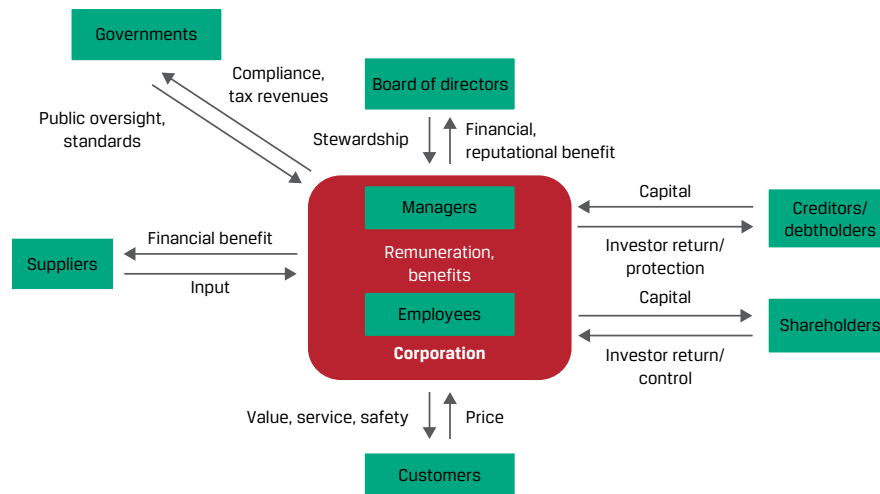 Governments
Compliance,
tax revenues
Public oversight,
standards
Board of directors
Stewardship
Financial,
reputational benefit
Managers
Remuneration,
benefits
Employees
Corporation
Capital
Investor return/
protection
Creditors/
debtholders
Financial benefit
Input
Suppliers
Capital
Investor return/
control
Shareholders
Value, service, safety
Price
Customers